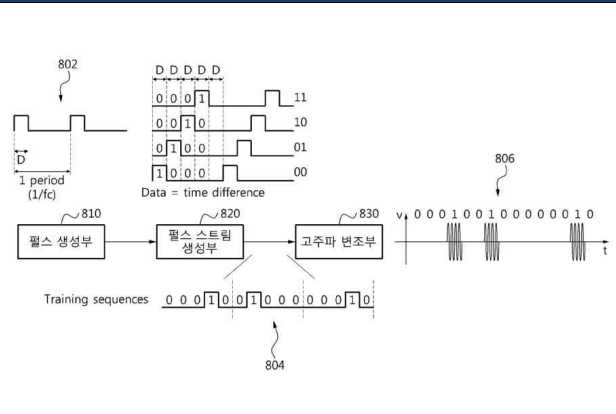 802
D D D D D
0 0 0 1 11
0 0 1 0 10
0 1 0 0 01
1 0 0 0 00
D
1 period
(1/fc)
Data = time difference
806
810
펄스 생성부
820
펄스 스트림
생성부
830
고주파 변조부
V 0 0 0 1 0 0 1 0 0 0 0 0 0 1 0
t
Training sequences 0 0 0 1 0 0 1 0 0 0 0 0 0 1 0
804